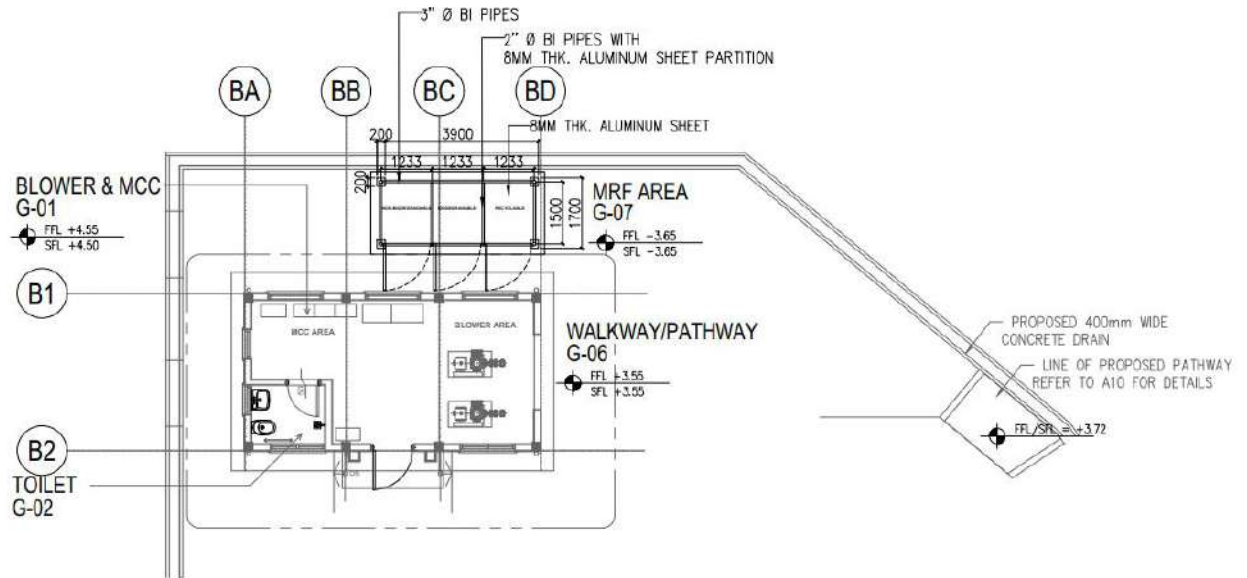 3" Ø BI PIPES
2" Ø BI PIPES WITH
8MM THK. ALUMINUM SHEET PARTITION
BA
BB
BC
BD
8MM THK. ALUMINUM SHEET
200
3900
1233
1233
1233
200
BLOWER & MCC
G-01
FFL +4.55
SFL +4.50
MRF AREA
G-07
FFL -3.65
SFL -3.65
1500
1700
RECYCLABLE
B1
MCC AREA
BLOWER AREA
WALKWAY/PATHWAY
G-06
FFL +3.55
SFL +3.55
PROPOSED 400mm WIDE
CONCRETE DRAIN
LINE OF PROPOSED PATHWAY
REFER TO A10 FOR DETAILS
FFL/SFL = +3.72
B2
TOILET
G-02